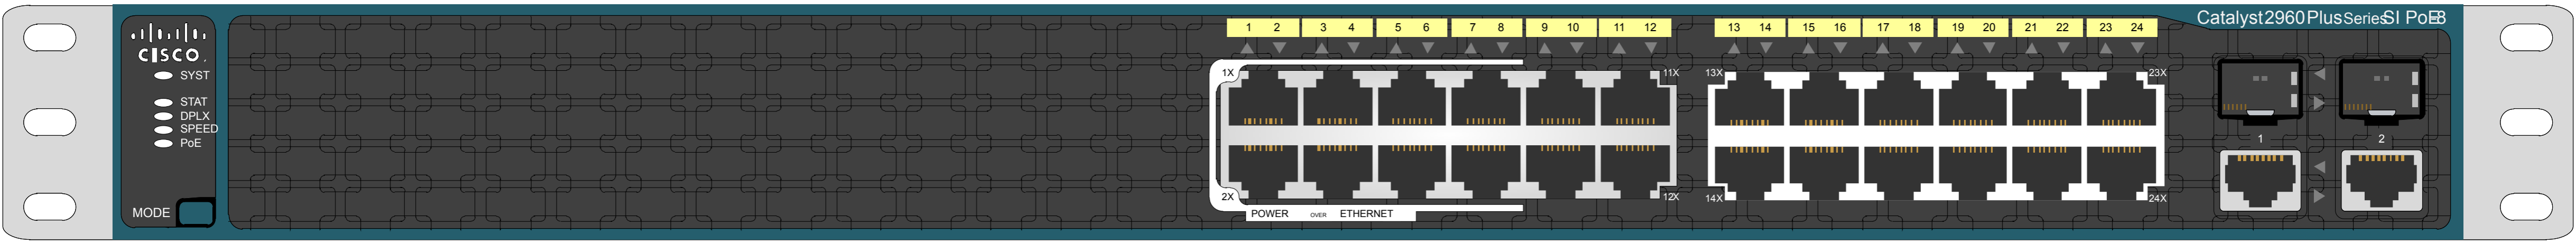 CISCO.
SYST
STAT
DPLX
SPEED
PoE
MODE
1 2 3 4 5 6 7 8 9 10 11 12
1X 11X
2X 12X
POWER OVER ETHERNET
13 14 15 16 17 18 19 20 21 22 23 24
13X 23X
14X 24X
Catalyst 2960 Plus Series SI PoE8
1 2